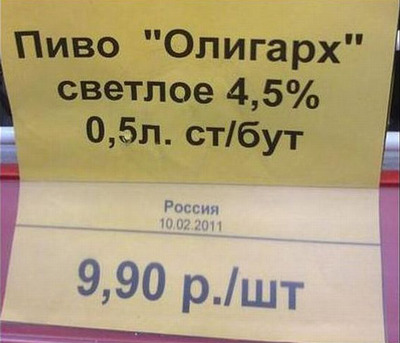 Пиво "Олигарх"
светлое 4,5%
0,5л. ст/бут
Россия
10.02.2011
9,90 р./шт